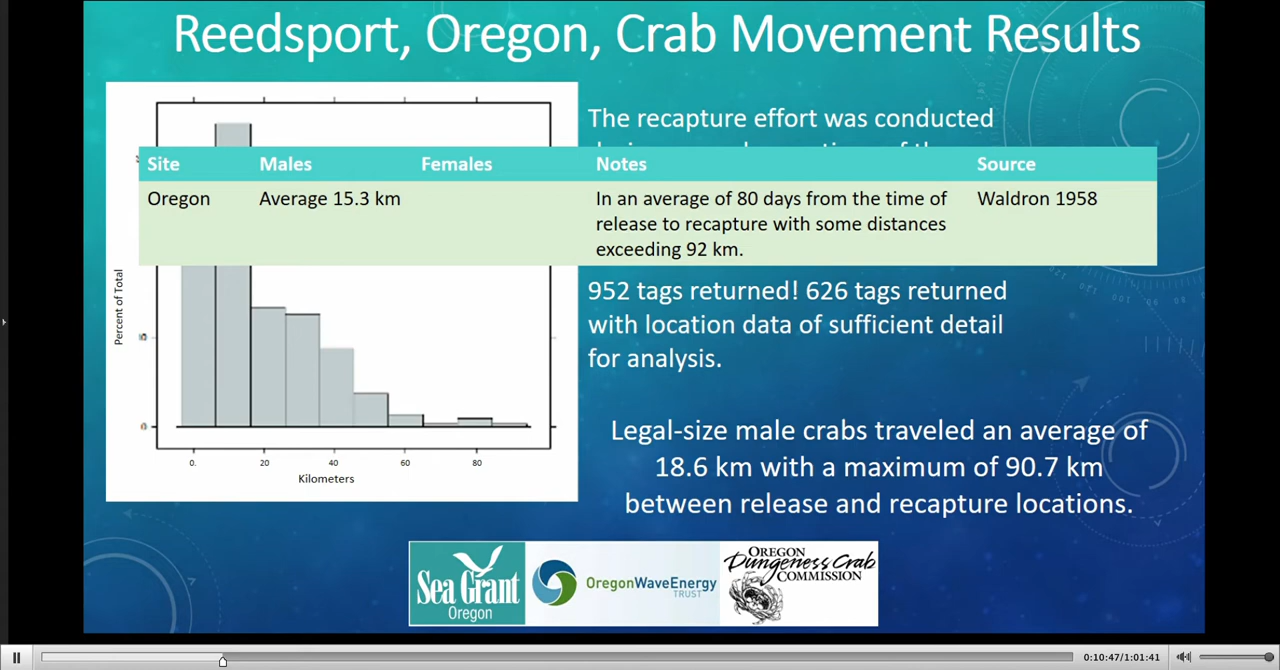 Reedsport, Oregon, Crab Movement Results
The recapture effort was conducted
Site Males Females Notes Source
Oregon Average 15.3 km In an average of 80 days from the time of Waldron 1958
release to recapture with some distances
exceeding 92 km.
Percent of Total
0. 20 40 60 80
Kilometers
952 tags returned! 626 tags returned
with location data of sufficient detail
for analysis.
Legal-size male crabs traveled an average of
18.6 km with a maximum of 90.7 km
between release and recapture locations.
Sea Grant
Oregon
OregonWaveEnergy
TRUST
OREGON
Dungeness Crab
COMMISSION
0:10:47/1:01:41